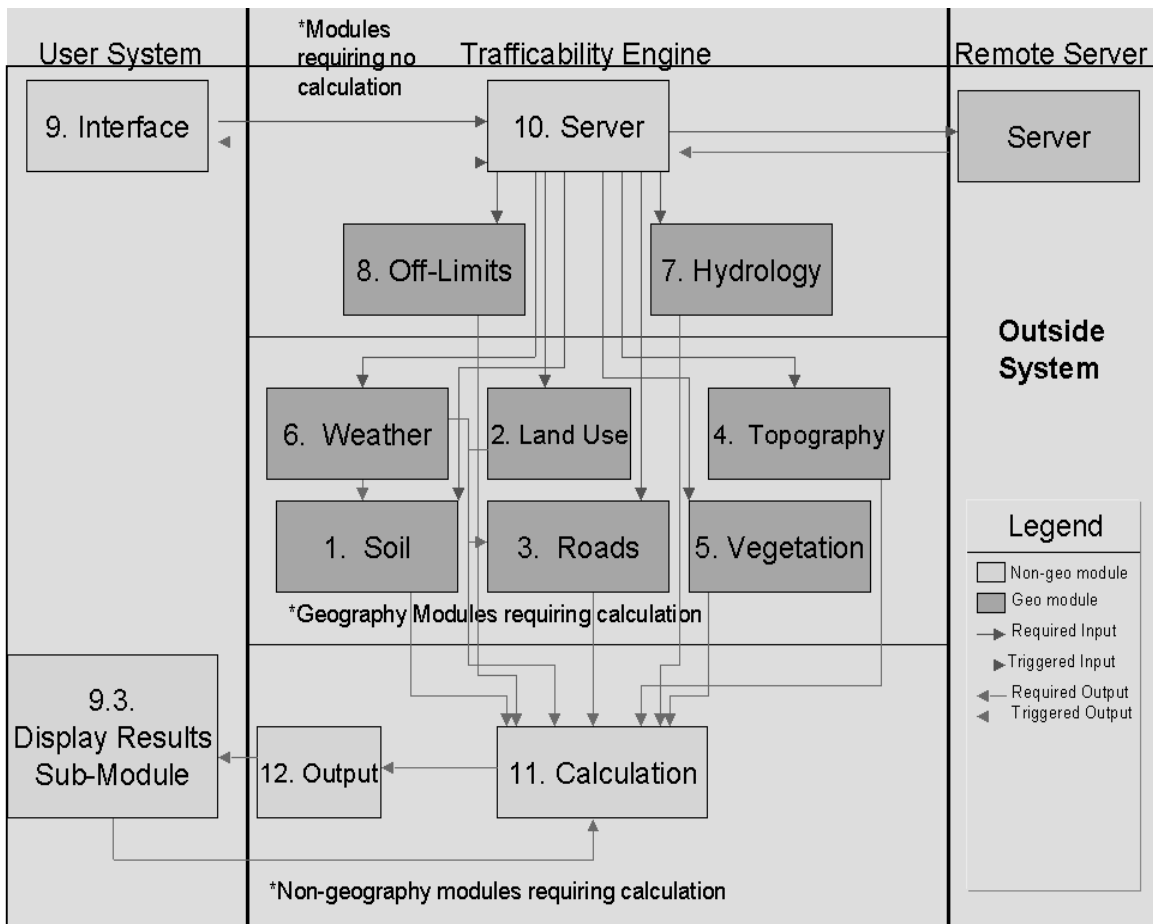 User System
*Modules
requiring no
calculation
Trafficability Engine
Remote Server
9. Interface
10. Server
Server
8. Off-Limits
7. Hydrology
Outside
System
6. Weather
2. Land Use
4. Topography
1. Soil
3. Roads
5. Vegetation
*Geography Modules requiring calculation
Legend
Non-geo module
Geo module
Required Input
Triggered Input
Required Output
Triggered Output
9.3.
Display Results
Sub-Module
12. Output
11. Calculation
*Non-geography modules requiring calculation